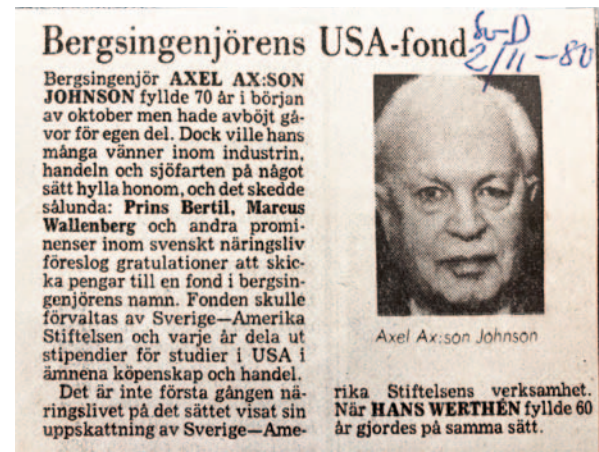 Bergsingenjörens USA-fond
Sv-D
2/11-80
Bergsingenjör AXEL AX:SON
JOHNSON fyllde 70 år i början
av oktober men hade avböjt gå-
vor för egen del. Dock ville hans
många vänner inom industrin,
handeln och sjöfarten på något
sätt hylla honom, och det skedde
sålunda: Prins Bertil, Marcus
Wallenberg och andra promi-
nenser inom svenskt näringsliv
föreslog gratulationer att skic-
ka pengar till en fond i bergsin-
genjörens namn. Fonden skulle
förvaltas av Sverige—Amerika
Stiftelsen och varje år dela ut
stipendier för studier i USA i
ämnena köpenskap och handel.
Det är inte första gången nä-
ringslivet på det sättet visat sin
uppskattning av Sverige—Ame-
Axel Ax:son Johnson
rika Stiftelsens verksamhet.
När HANS WERTHÉN fyllde 60
år gjordes på samma sätt.